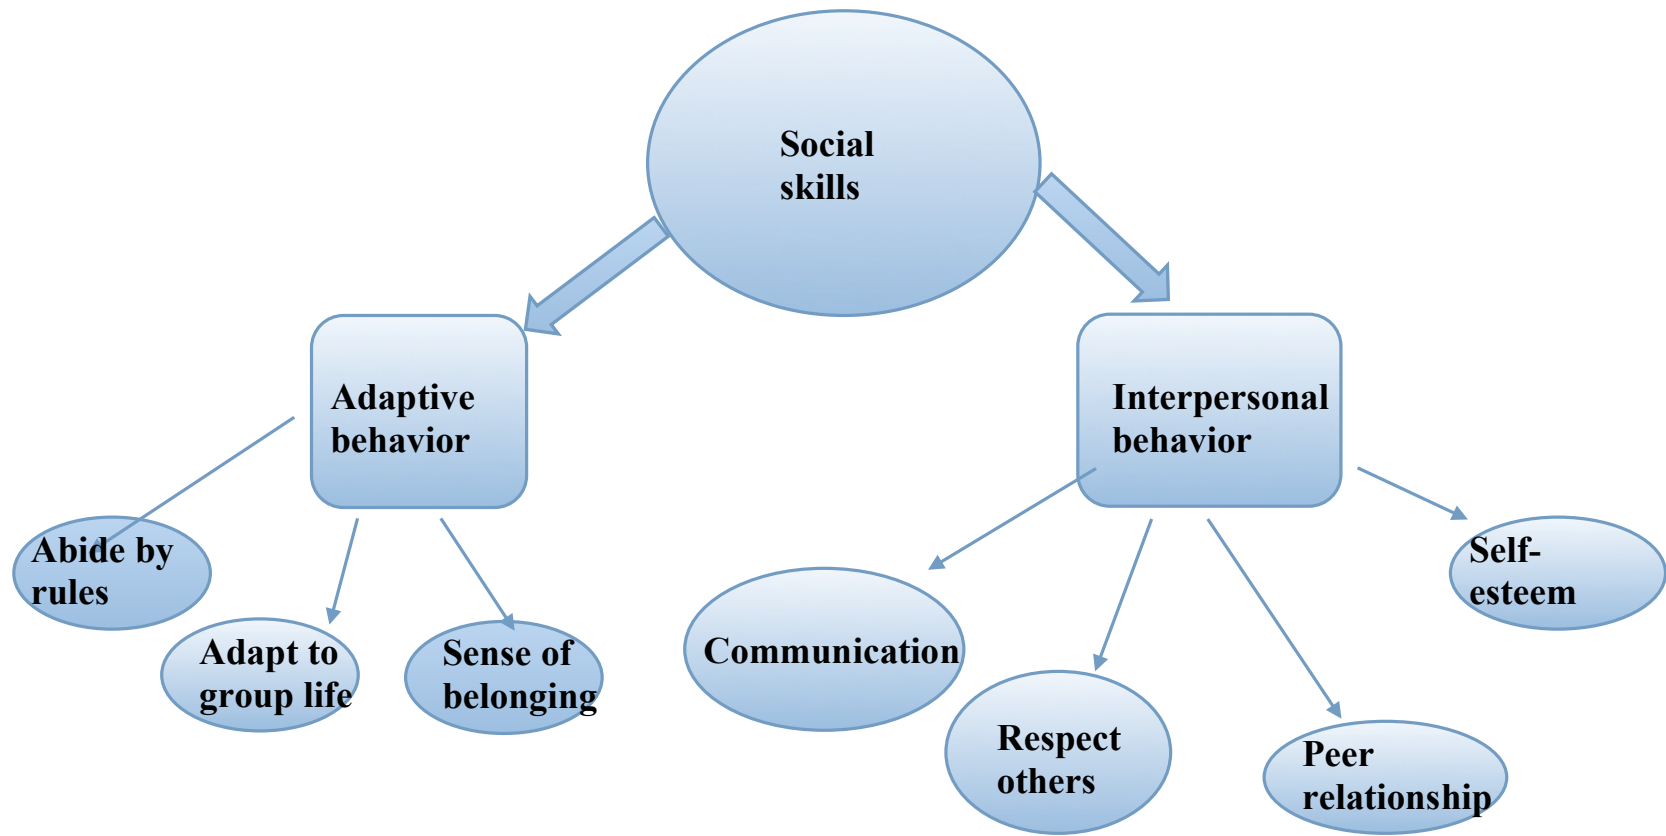 Social
skills
Adaptive
behavior
Interpersonal
behavior
Abide by
rules
Adapt to
group life
Sense of
belonging
Communication
Respect
others
Peer
relationship
Self-
esteem